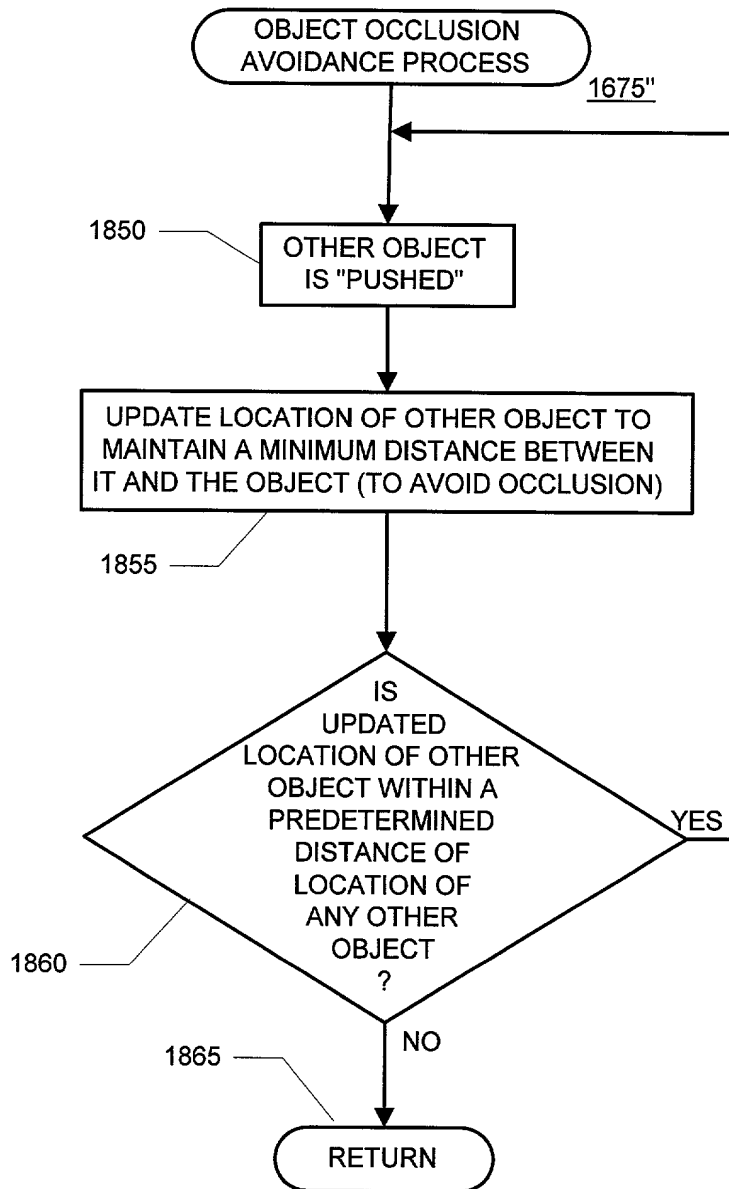 OBJECT OCCLUSION
AVOIDANCE PROCESS
1675"
1850
OTHER OBJECT
IS "PUSHED"
UPDATE LOCATION OF OTHER OBJECT TO
MAINTAIN A MINIMUM DISTANCE BETWEEN
IT AND THE OBJECT (TO AVOID OCCLUSION)
1855
IS
UPDATED
LOCATION OF OTHER
OBJECT WITHIN A
PREDETERMINED
DISTANCE OF
LOCATION OF
ANY OTHER
OBJECT
?
YES
1860
NO
1865
RETURN